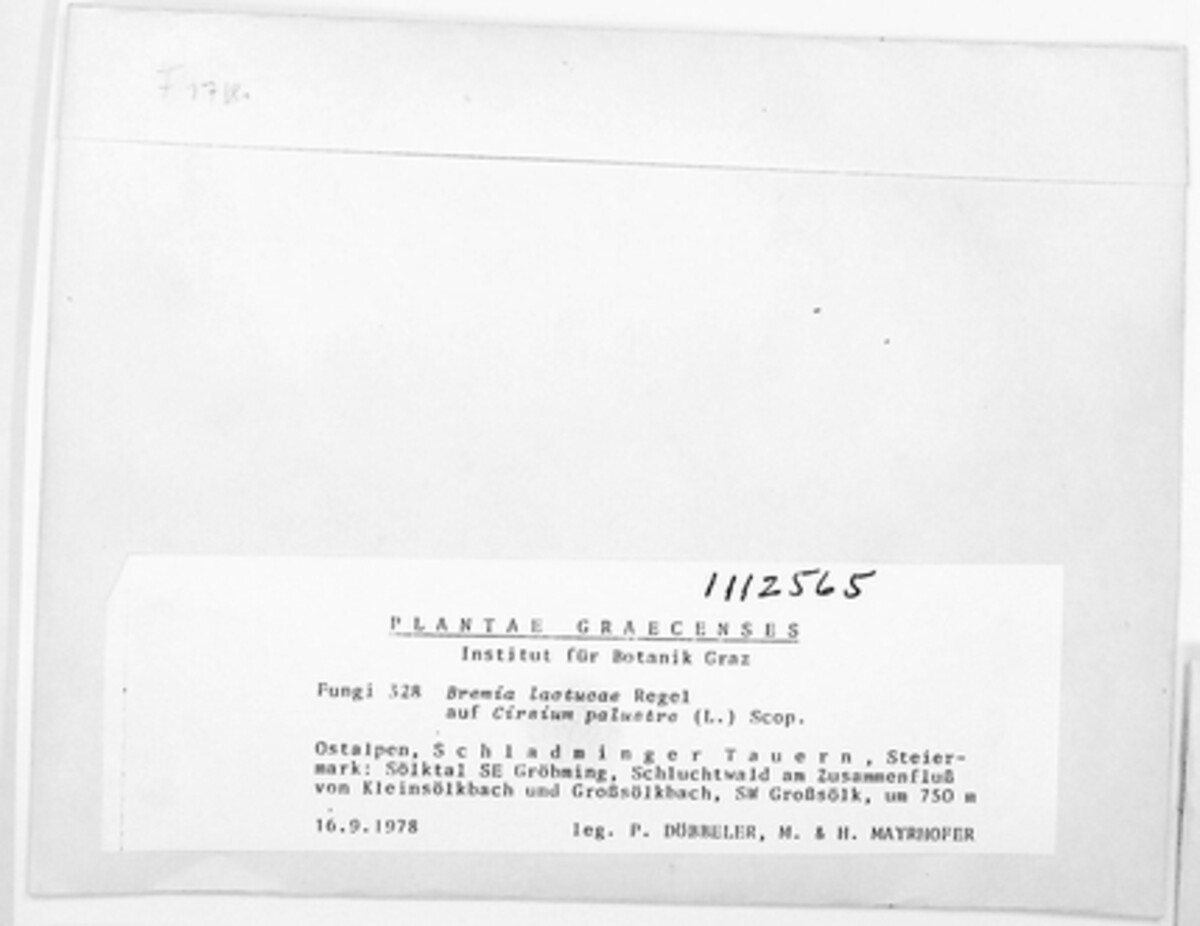 1112565
PLANTAE GRAECENSES
Institut für Botanik Graz
Fungi 328 Bremia lactucae Regel
auf Cirsium palustre (L.) Scop.
Ostalpen, Schladminger Tauern, Steier-
mark: Sölktal SE Gröbming, Schluchtwald am Zusammenfluß
von Kleinsölkbach und Großsölkbach, SW Großsölk, um 750 m
16.9.1978 leg. P. DÖBBELER, M. & H. MAYRHOFER